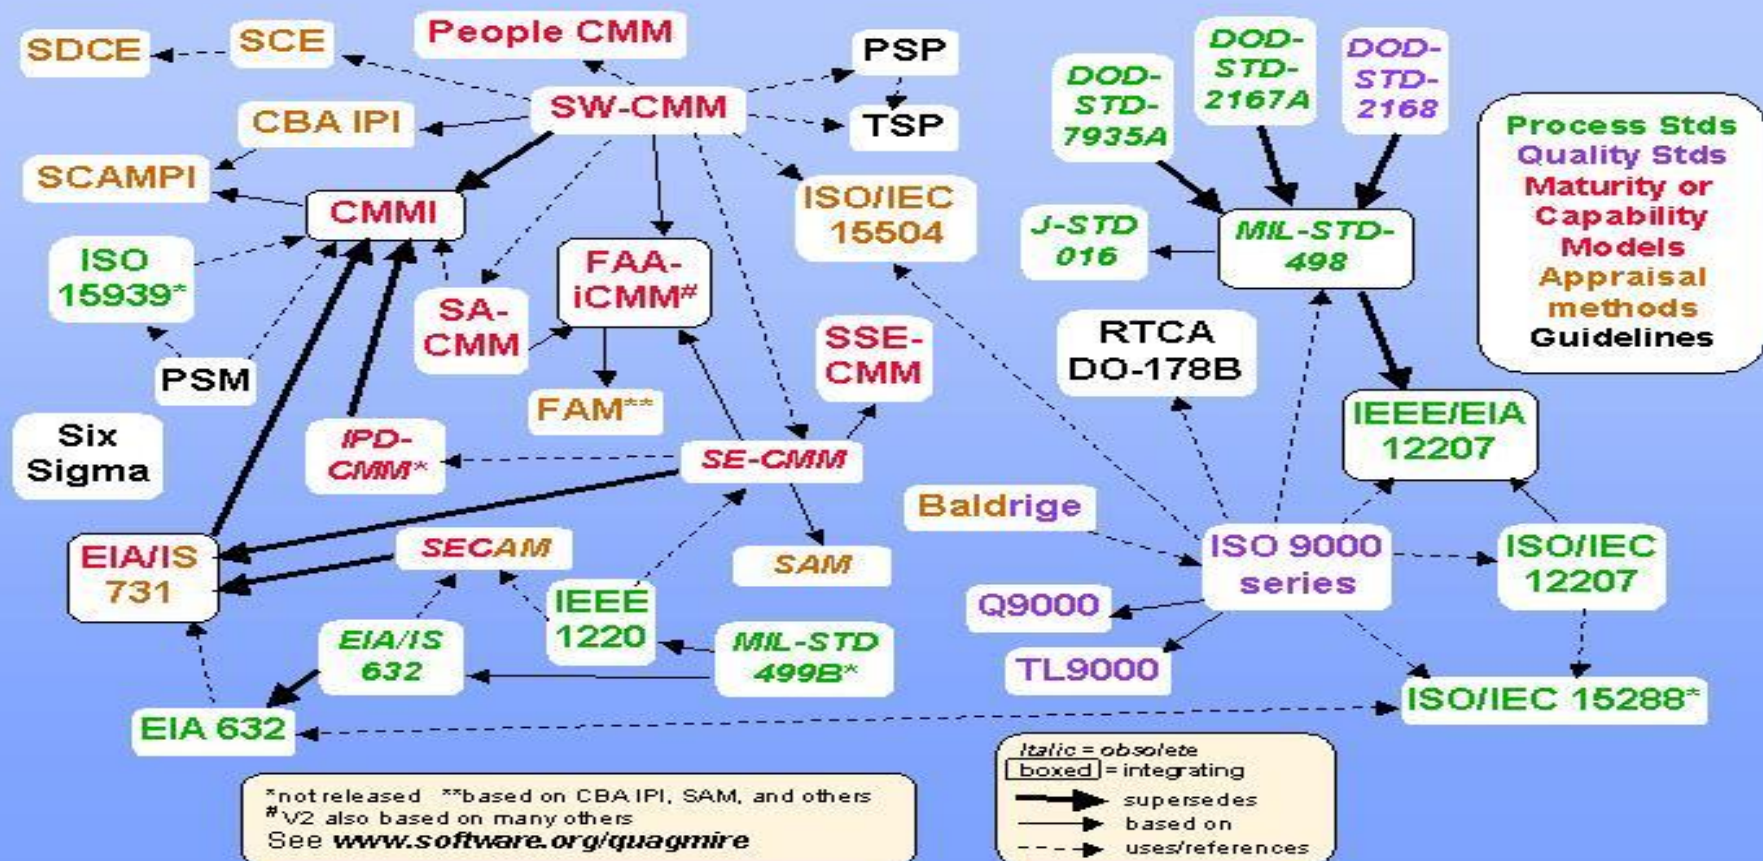 SDCE
SCE
People CMM
PSP
TSP
SW-CMM
CBA IPI
SCAMPI
CMMI
ISO
15939*
PSM
Six
Sigma
SA-
CMM
FAA-
iCMM#
FAM**
ISO/IEC
15504
SSE-
CMM
IPD-
CMM*
SE-CMM
EIA/IS
731
SECAM
SAM
IEEE
1220
EIA/IS
632
MIL-STD
499B*
EIA 632
DOD-
STD-
7935A
DOD-
STD-
2167A
DOD-
STD-
2168
J-STD
016
MIL-STD-
498
RTCA
DO-178B
IEEE/EIA
12207
Baldrige
ISO 9000
series
ISO/IEC
12207
Q9000
TL9000
ISO/IEC 15288*
Process Stds
Quality Stds
Maturity or
Capability
Models
Appraisal
methods
Guidelines
*not released **based on CBA IPI, SAM, and others
#V2 also based on many others
See www.software.org/quagmire
Italic = obsolete
boxed = integrating
supersedes
based on
uses/references